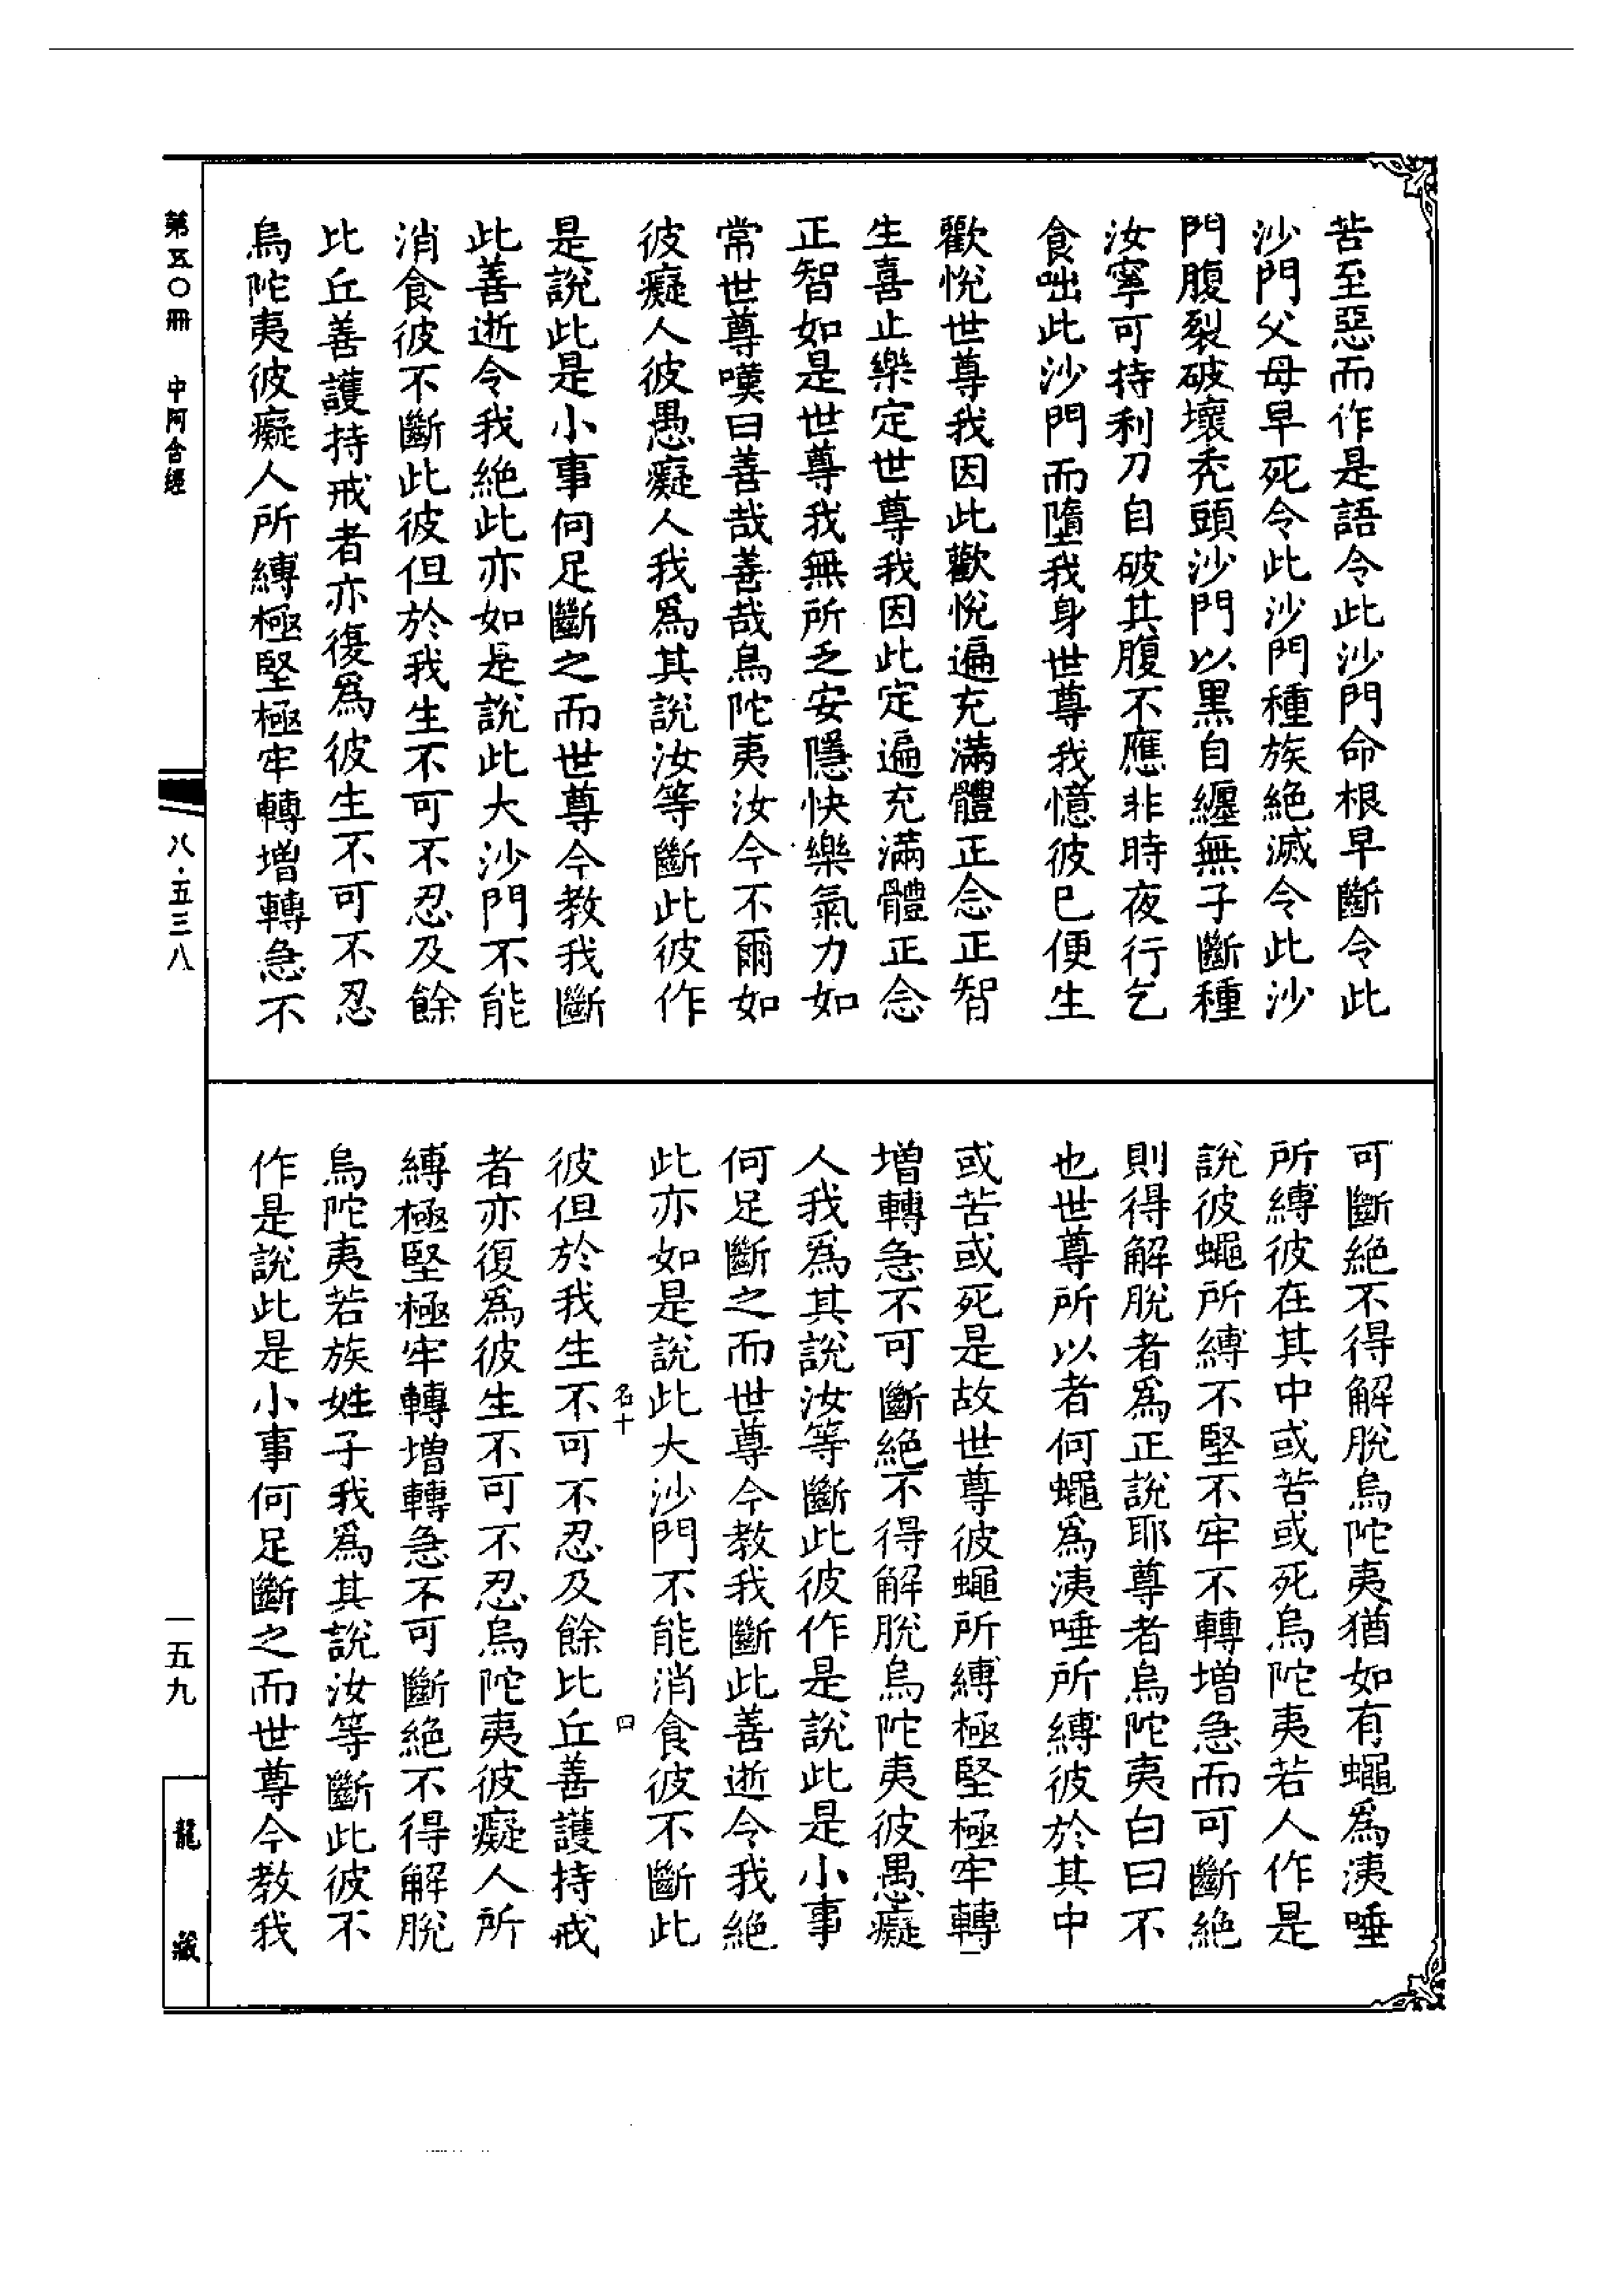 苦至惡而作是語令此沙門命根早斷令此
沙門父母早死令此沙門種族絕滅令此沙
門腹裂破壞禿頭沙門以黑自纏無子斷種
汝寧可持利刀自破其腹不應非時夜行乞
食咄此沙門而墮我身世尊我憶彼已便生
歡悅世尊我因此歡悅遍充滿體正念正智
生喜止樂定世尊我因此定遍充滿體正念
正智如是世尊我無所乏安隱快樂氣力如
常世尊嘆曰善哉善哉烏陀夷汝今不爾如
彼癡人彼愚癡人我為其說汝等斷此彼作
是說此是小事何足斷之而世尊今教我斷
此善逝令我絕此亦如是說此大沙門不能
消食彼不斷此彼但於我生不可不忍及餘
比丘善護持戒者亦復為彼生不可不忍
烏陀夷彼癡人所縛極堅極牢轉增轉急不
可斷絕不得解脫烏陀夷猶如有蠅為洟唾
所縛彼在其中或苦或死烏陀夷若人作是
說彼蠅所縛不堅不牢不轉增急而可斷絕
則得解脫者為正說耶尊者烏陀夷白曰不
也世尊所以者何蠅為洟唾所縛彼於其中
或苦或死是故世尊彼蠅所縛極堅極牢轉
增轉急不可斷絕不得解脫烏陀夷彼愚癡
人我為其說汝等斷此彼作是說此是小事
何足斷之而世尊今教我斷此善逝令我絕
此亦如是說此大沙門不能消食彼不斷此
名十 口
彼但於我生不可不忍及餘比丘善護持戒
者亦復為彼生不可不忍烏陀夷彼癡人所
縛極堅極牢轉增轉急不可斷絕不得解脫
烏陀夷若族姓子我為其說汝等斷此彼不
作是說此是小事何足斷之而世尊今教我
第五〇冊 中阿含經
八·五三八
一五九
龍藏